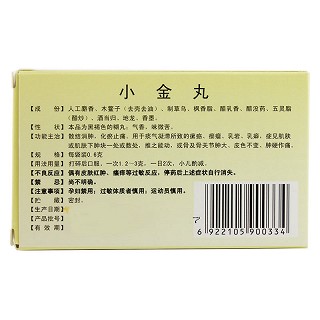 小金丸
【成　份】人工麝香、木鳖子（去壳去油）、制草乌、枫香脂、醋乳香、醋没药、五灵脂
（醋炒）、酒当归、地龙、香墨。
【性　状】本品为黑褐色的糊丸；气香，味微苦。
【功能主治】散结消肿，化瘀止痛。用于痰气凝滞所致的瘰疬、瘿瘤、乳岩、乳癖，症见肌肤
或肌肤下肿块一处或数处，推之能动，或骨及骨关节肿大、皮色不变、肿硬作痛。
【规　格】每袋装0.6克
【用法用量】打碎后口服，一次1.2—3克，一日2次，小儿酌减。
【不良反应】偶有皮肤红肿、瘙痒等过敏反应，停药后上述症状自行消失。
【禁　忌】尚不明确。
【注意事项】孕妇禁用；过敏体质者慎用；运动员慎用。
【贮　藏】密封。
【生产日期】
【产品批号】
【有 效 期】
6 922105 900334